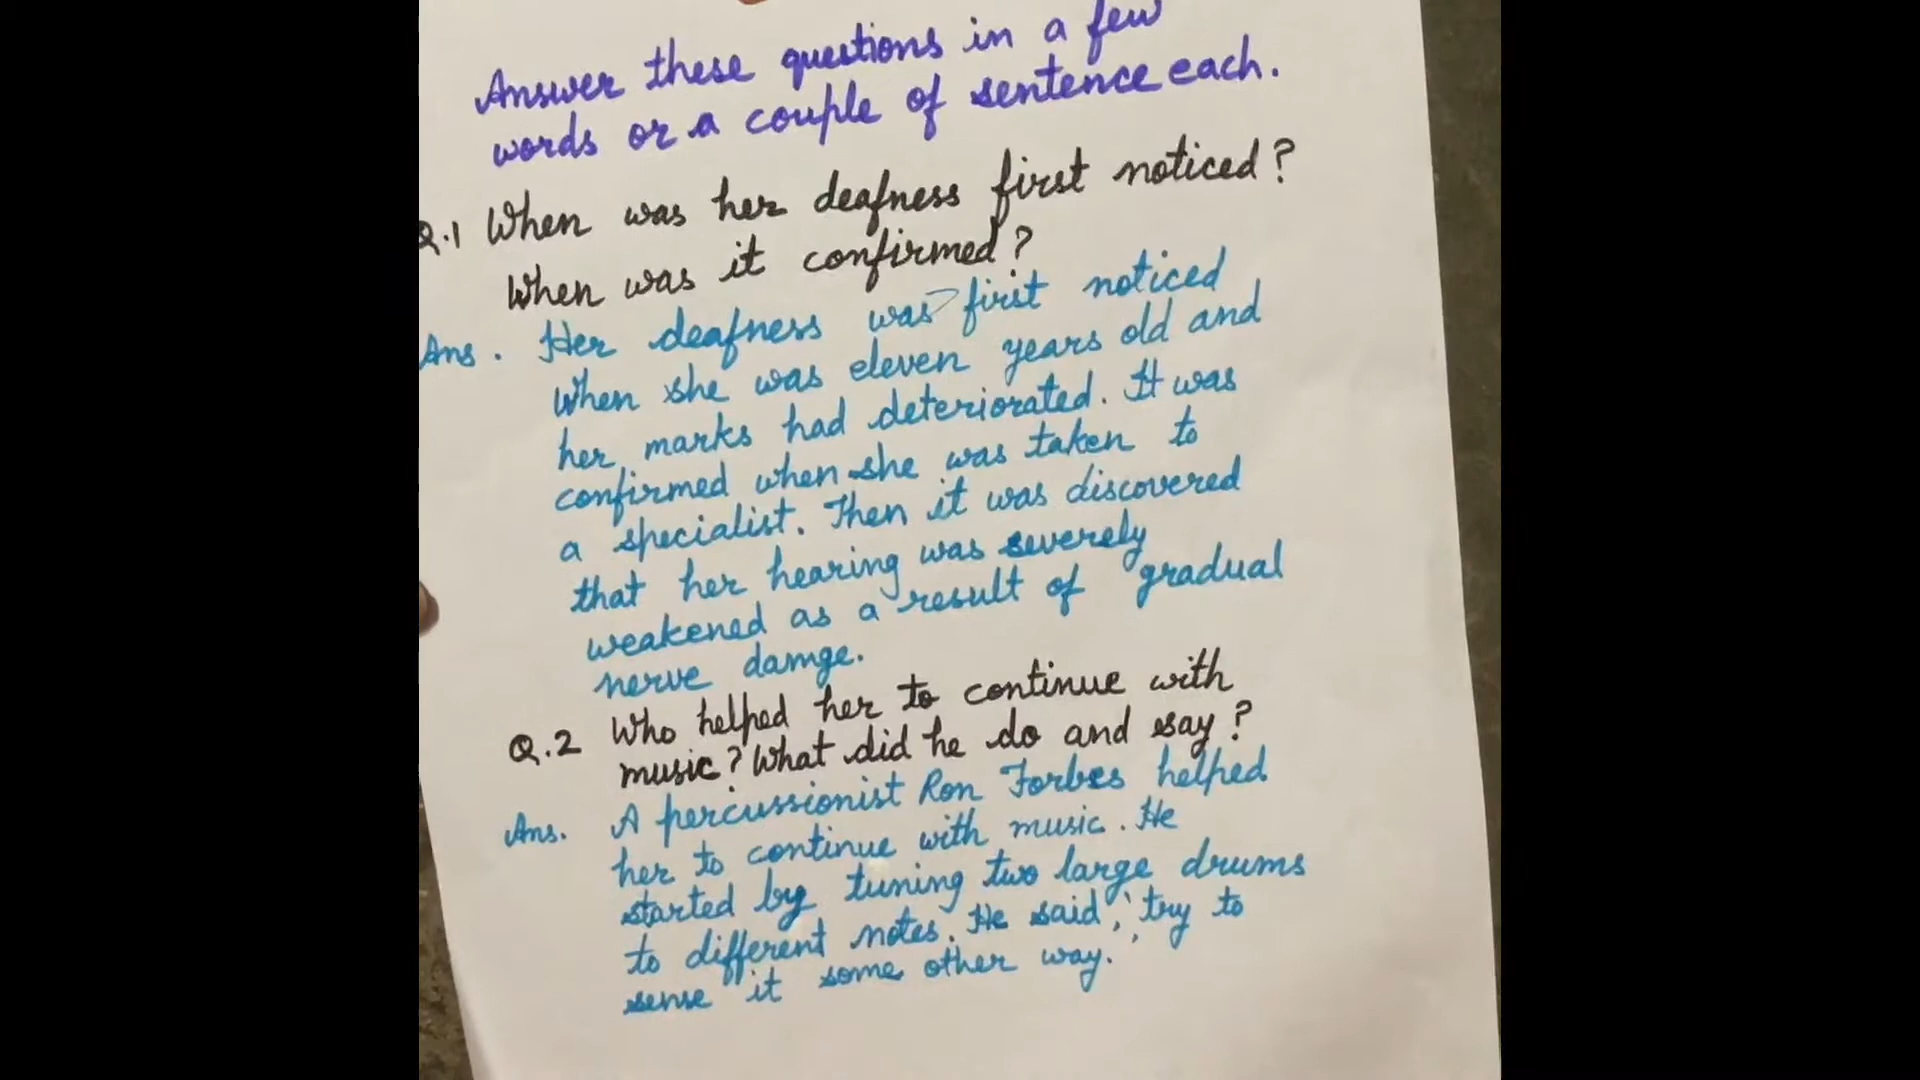 Answer these questions in a few
words or a couple of sentence each.
Q.1 When was her deafness first noticed?
When was it confirmed?
Ans. Her deafness was first noticed
when she was eleven years old and
her marks had deteriorated. It was
confirmed when she was taken to
a specialist. Then it was discovered
that her hearing was severely
weakened as a result of gradual
nerve damge.
Q.2 Who helped her to continue with
music? What did he do and say?
Ans. A percussionist Ron Forbes helped
her to continue with music. He
started by tuning two large drums
to different notes. He said, 'try to
sense it some other way.'